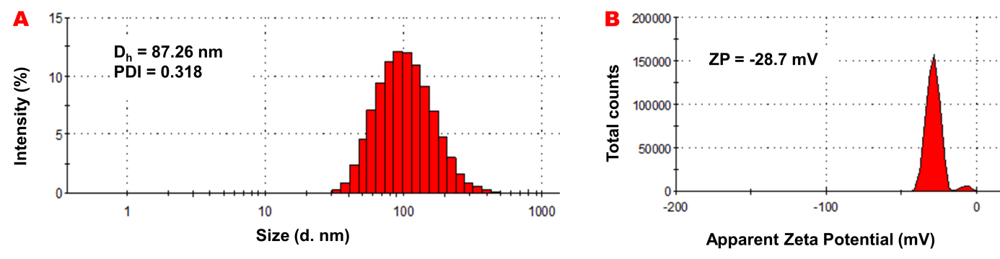 A
15
10
5
0
Intensity (%)
Dh = 87.26 nm
PDI = 0.318
1 10 100 1000
Size (d. nm)
B
200000
150000
100000
50000
0
Total counts
ZP = -28.7 mV
-200 -100 0
Apparent Zeta Potential (mV)